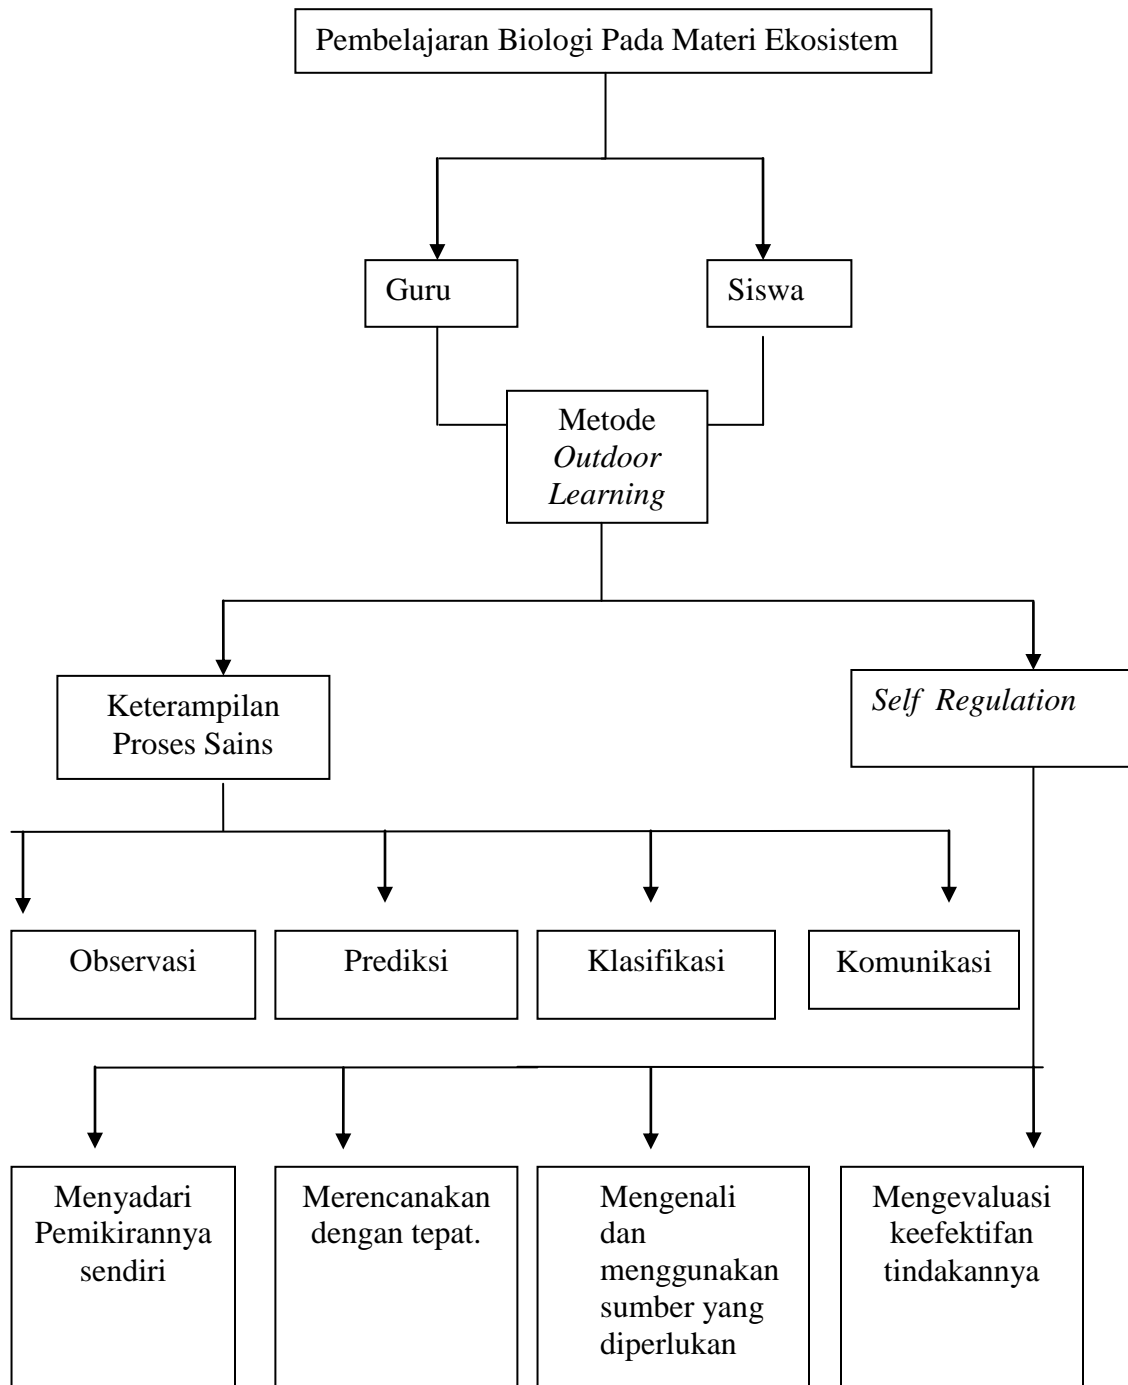 Pembelajaran Biologi Pada Materi Ekosistem
Guru
Siswa
Metode
Outdoor
Learning
Keterampilan
Proses Sains
Self Regulation
Observasi
Prediksi
Klasifikasi
Komunikasi
Menyadari
Pemikirannya
sendiri
Merencanakan
dengan tepat.
Mengenali
dan
menggunakan
sumber yang
diperlukan
Mengevaluasi
keefektifan
tindakannya